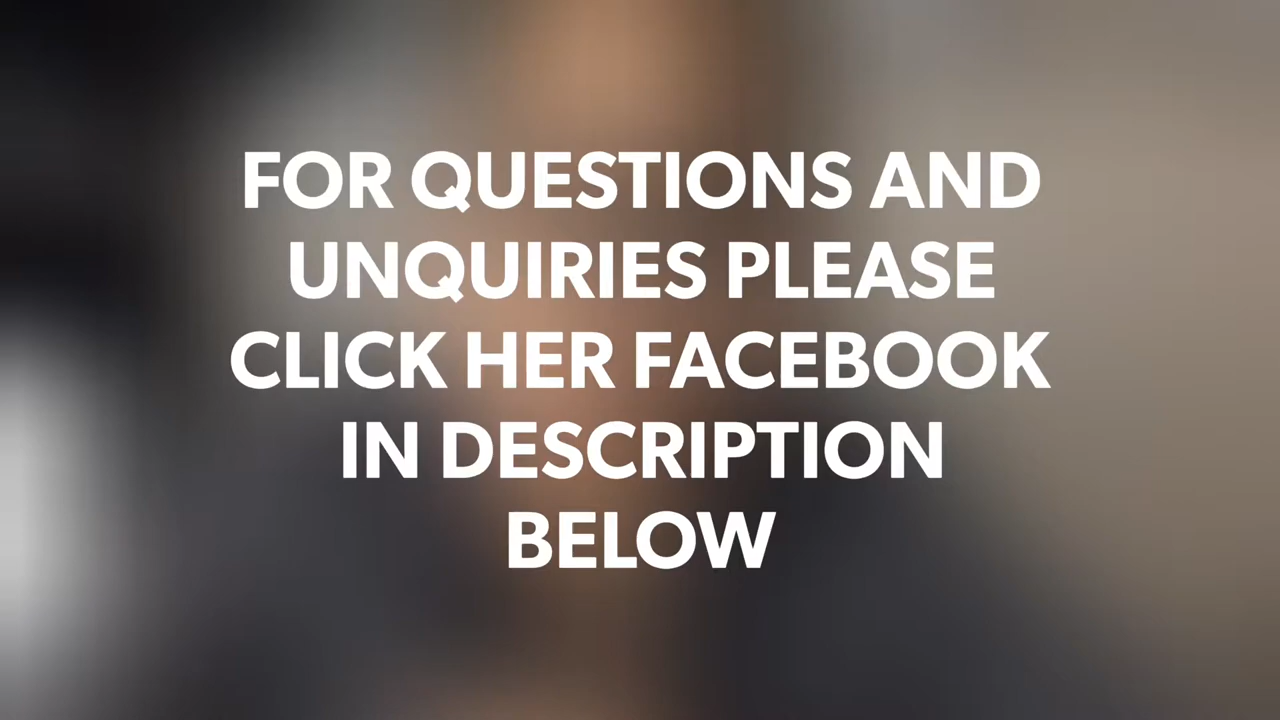 FOR QUESTIONS AND
UNQUIRIES PLEASE
CLICK HER FACEBOOK
IN DESCRIPTION
BELOW